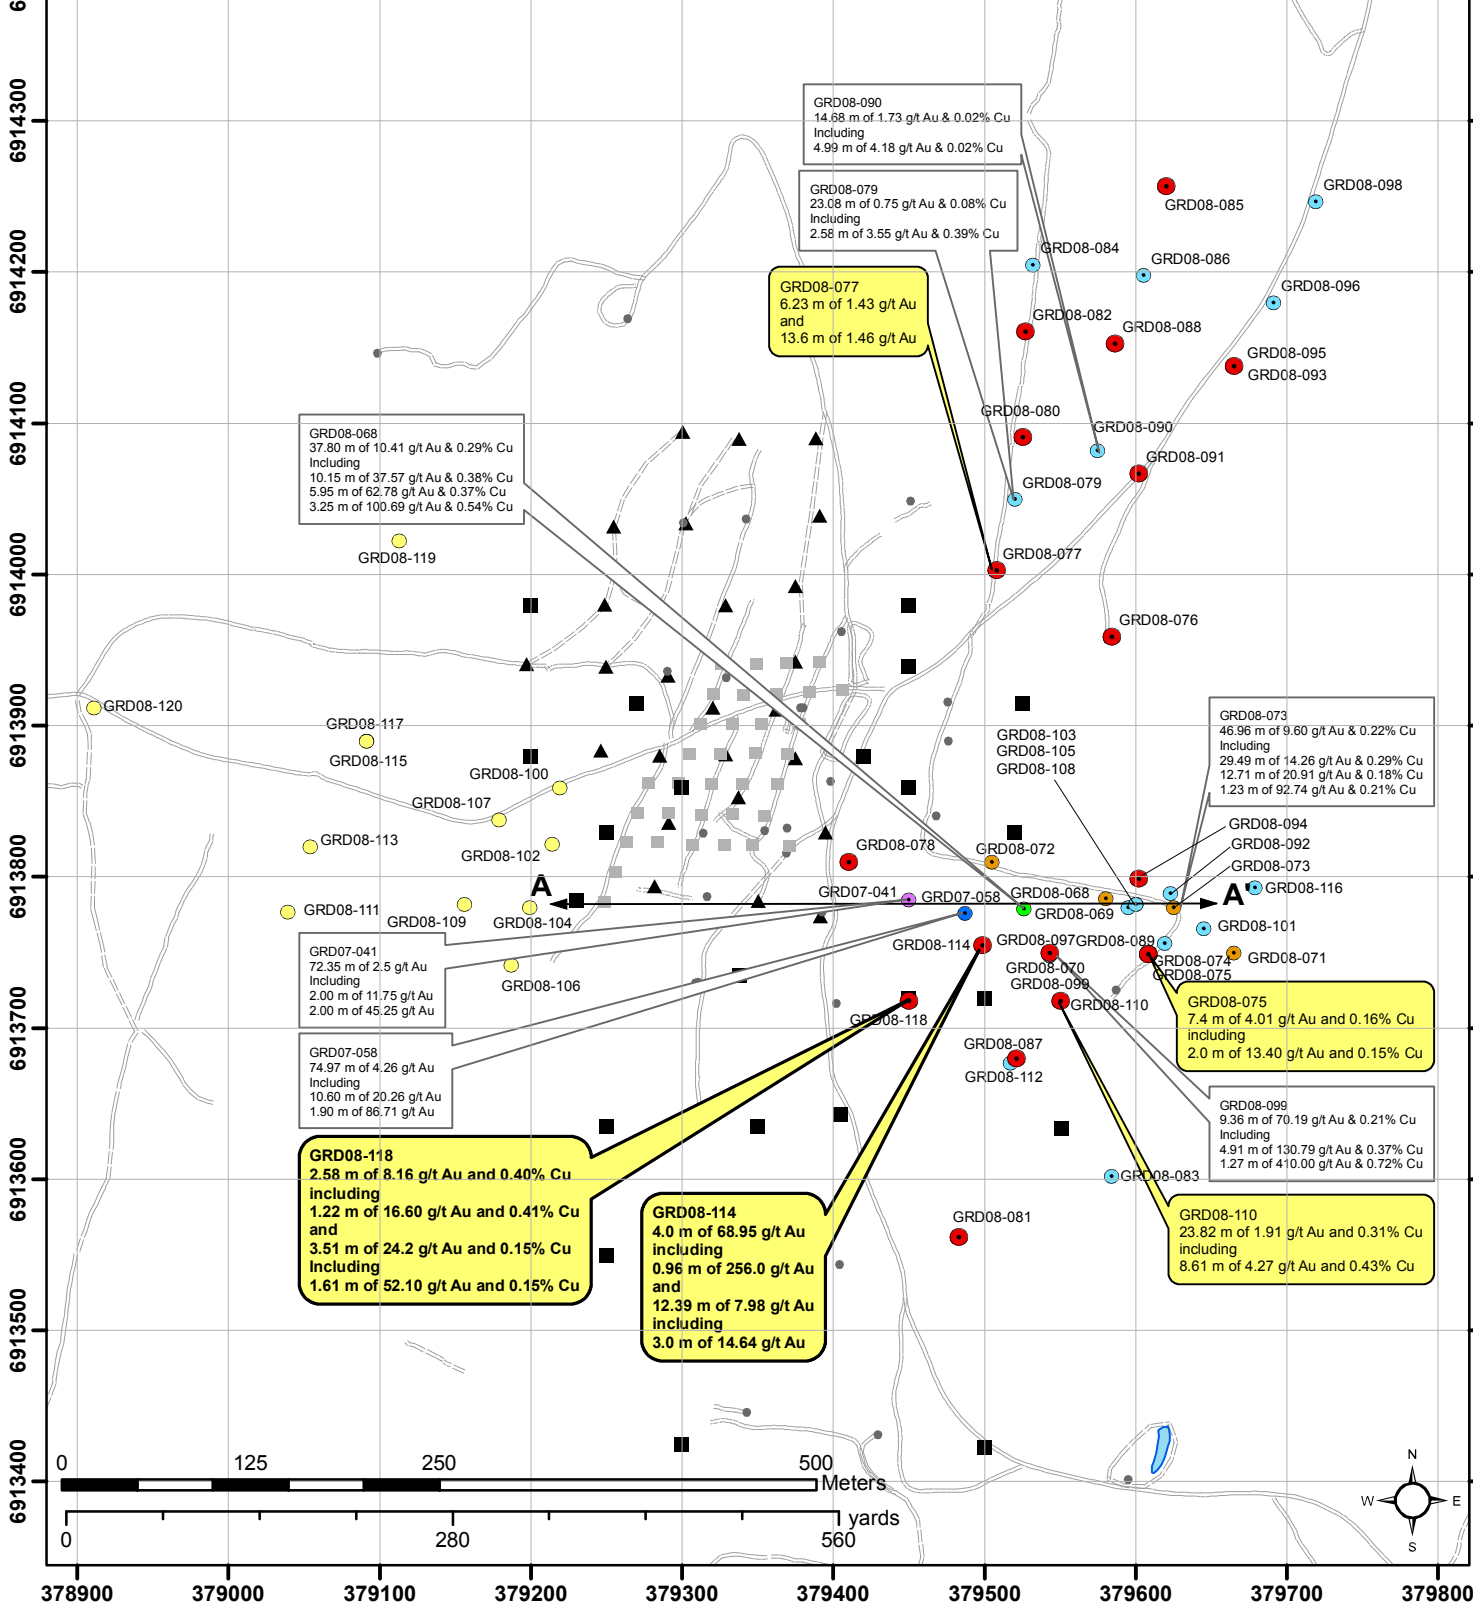 GRD08-090
14.68 m of 1.73 g/t Au & 0.02% Cu
Including
4.99 m of 4.18 g/t Au & 0.02% Cu
GRD08-079
23.08 m of 0.75 g/t Au & 0.08% Cu
Including
2.58 m of 3.55 g/t Au & 0.39% Cu
GRD08-077
6.23 m of 1.43 g/t Au
and
13.6 m of 1.46 g/t Au
GRD08-085
GRD08-098
GRD08-084
GRD08-086
GRD08-096
GRD08-082
GRD08-088
GRD08-095
GRD08-093
GRD08-080
GRD08-090
GRD08-091
GRD08-079
GRD08-077
GRD08-076
GRD08-068
37.80 m of 10.41 g/t Au & 0.29% Cu
Including
10.15 m of 37.57 g/t Au & 0.38% Cu
5.95 m of 62.78 g/t Au & 0.37% Cu
3.25 m of 100.69 g/t Au & 0.54% Cu
GRD08-119
GRD08-120
GRD08-117
GRD08-115
GRD08-100
GRD08-107
GRD08-113
GRD08-102
GRD08-111
GRD08-109
GRD08-104
GRD08-106
A
A'
GRD08-103
GRD08-105
GRD08-108
GRD08-073
46.96 m of 9.60 g/t Au & 0.22% Cu
Including
29.49 m of 14.26 g/t Au & 0.29% Cu
12.71 m of 20.91 g/t Au & 0.18% Cu
1.23 m of 92.74 g/t Au & 0.21% Cu
GRD08-094
GRD08-092
GRD08-073
GRD08-116
GRD08-101
GRD08-071
GRD08-078
GRD08-072
GRD07-041
GRD07-058
GRD08-068
GRD08-069
GRD08-114
GRD08-097
GRD08-089
GRD08-070
GRD08-099
GRD08-074
GRD08-075
GRD08-110
GRD08-118
GRD08-087
GRD08-112
GRD08-083
GRD08-081
GRD07-041
72.35 m of 2.5 g/t Au
Including
2.00 m of 11.75 g/t Au
2.00 m of 45.25 g/t Au
GRD07-058
74.97 m of 4.26 g/t Au
Including
10.60 m of 20.26 g/t Au
1.90 m of 86.71 g/t Au
GRD08-075
7.4 m of 4.01 g/t Au and 0.16% Cu
including
2.0 m of 13.40 g/t Au and 0.15% Cu
GRD08-099
9.36 m of 70.19 g/t Au & 0.21% Cu
Including
4.91 m of 130.79 g/t Au & 0.37% Cu
1.27 m of 410.00 g/t Au & 0.72% Cu
GRD08-118
2.58 m of 8.16 g/t Au and 0.40% Cu
including
1.22 m of 16.60 g/t Au and 0.41% Cu
and
3.51 m of 24.2 g/t Au and 0.15% Cu
Including
1.61 m of 52.10 g/t Au and 0.15% Cu
GRD08-114
4.0 m of 68.95 g/t Au
including
0.96 m of 256.0 g/t Au
and
12.39 m of 7.98 g/t Au
including
3.0 m of 14.64 g/t Au
GRD08-110
23.82 m of 1.91 g/t Au and 0.31% Cu
including
8.61 m of 4.27 g/t Au and 0.43% Cu
6914300
6914200
6914100
6914000
6913900
6913800
6913700
6913600
6913500
6913400
0 125 250 500
Meters
yards
0 280 560
N
W E
S
378900 379000 379100 379200 379300 379400 379500 379600 379700 379800